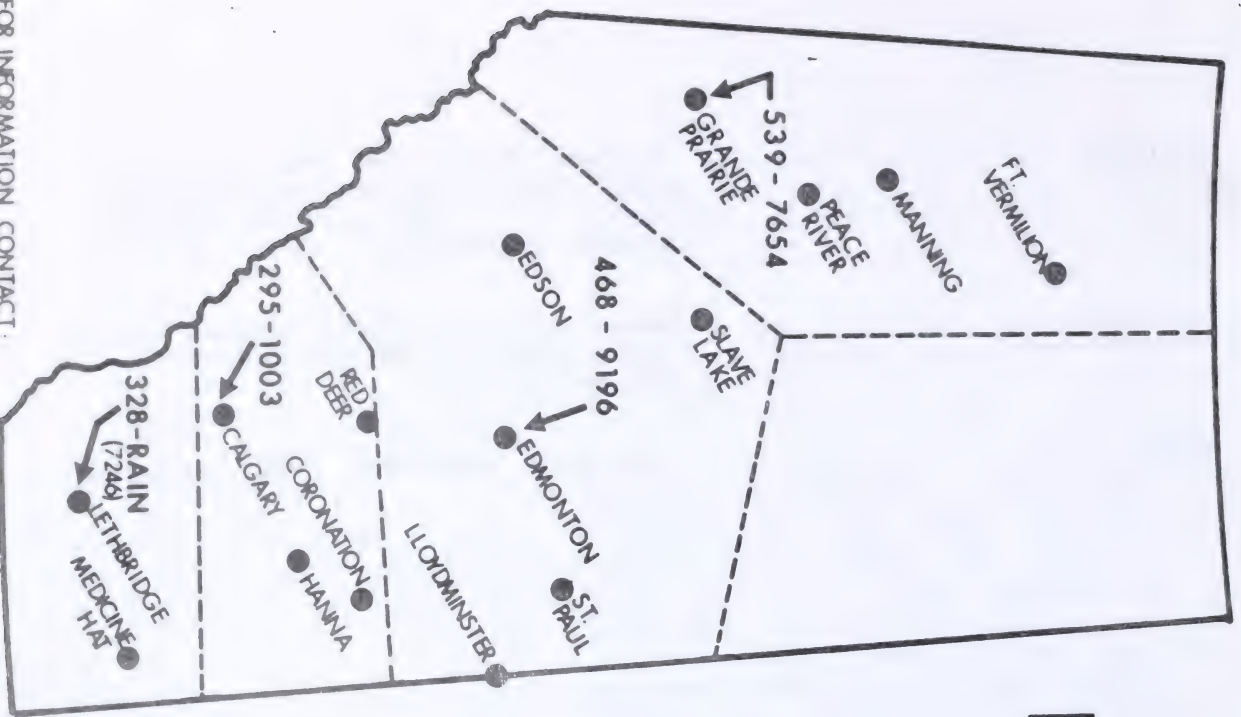 FT.
VERMILION
MANNING
PEACE
RIVER
539-7654
GRANDE
PRAIRIE
SLAVE
LAKE
468-9196
EDSON
EDMONTON
ST.
PAUL
LLOYDMINSTER
RED
DEER
CORONATION
295-1003
CALGARY
HANNA
328-RAIN
(7246)
LETHBRIDGE
MEDICINE
HAT
FOR INFORMATION CONTACT: